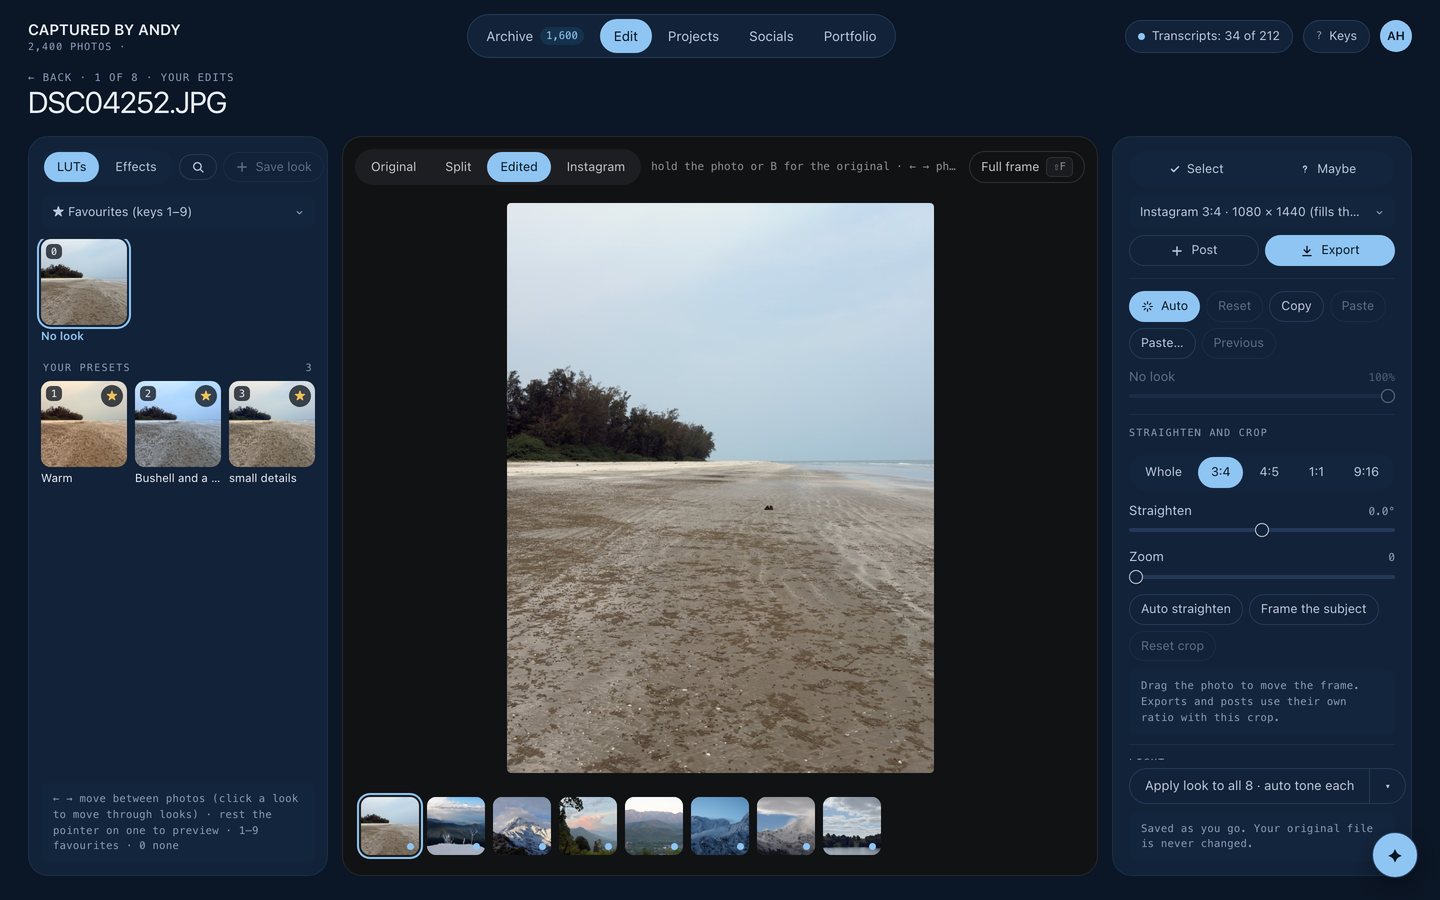 CAPTURED BY ANDY
2,400 PHOTOS ·
Archive 1,600 Edit Projects Socials Portfolio
Transcripts: 34 of 212 ? Keys AH
← BACK · 1 OF 8 · YOUR EDITS
DSC04252.JPG
LUTs Effects + Save look
★ Favourites (keys 1–9)
0
No look
YOUR PRESETS 3
1 2 3
Warm Bushell and a ... small details
← → move between photos (click a look
to move through looks) · rest the
pointer on one to preview · 1–9
favourites · 0 none
Original Split Edited Instagram hold the photo or B for the original · ← → ph… Full frame ⇧F
✓ Select ? Maybe
Instagram 3:4 · 1080 × 1440 (fills th...
+ Post Export
Auto Reset Copy Paste
Paste... Previous
No look 100%
STRAIGHTEN AND CROP
Whole 3:4 4:5 1:1 9:16
Straighten 0.0°
Zoom 0
Auto straighten Frame the subject
Reset crop
Drag the photo to move the frame.
Exports and posts use their own
ratio with this crop.
Apply look to all 8 · auto tone each
Saved as you go. Your original file
is never changed.